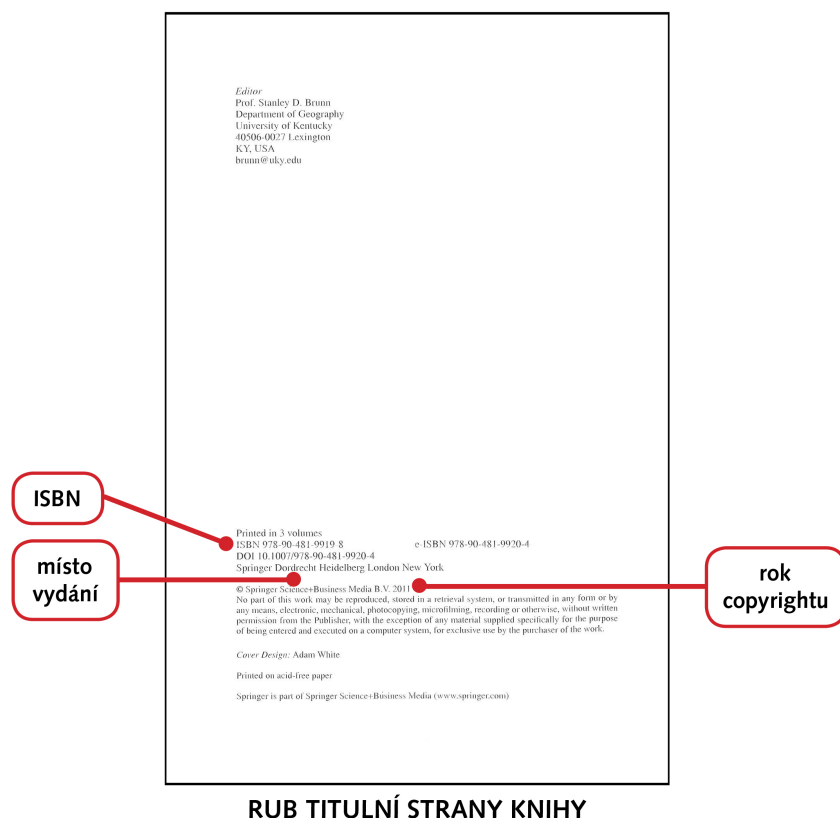 Editor
Prof. Stanley D. Brunn
Department of Geography
University of Kentucky
40506-0027 Lexington
KY, USA
brunn@uky.edu
ISBN
místo
vydání
Printed in 3 volumes
ISBN 978-90-481-9919-8 e-ISBN 978-90-481-9920-4
DOI 10.1007/978-90-481-9920-4
Springer Dordrecht Heidelberg London New York
© Springer Science+Business Media B.V. 2011
No part of this work may be reproduced, stored in a retrieval system, or transmitted in any form or by
any means, electronic, mechanical, photocopying, microfilming, recording or otherwise, without written
permission from the Publisher, with the exception of any material supplied specifically for the purpose
of being entered and executed on a computer system, for exclusive use by the purchaser of the work.
rok
copyrightu
Cover Design: Adam White
Printed on acid-free paper
Springer is part of Springer Science+Business Media (www.springer.com)
RUB TITULNÍ STRANY KNIHY